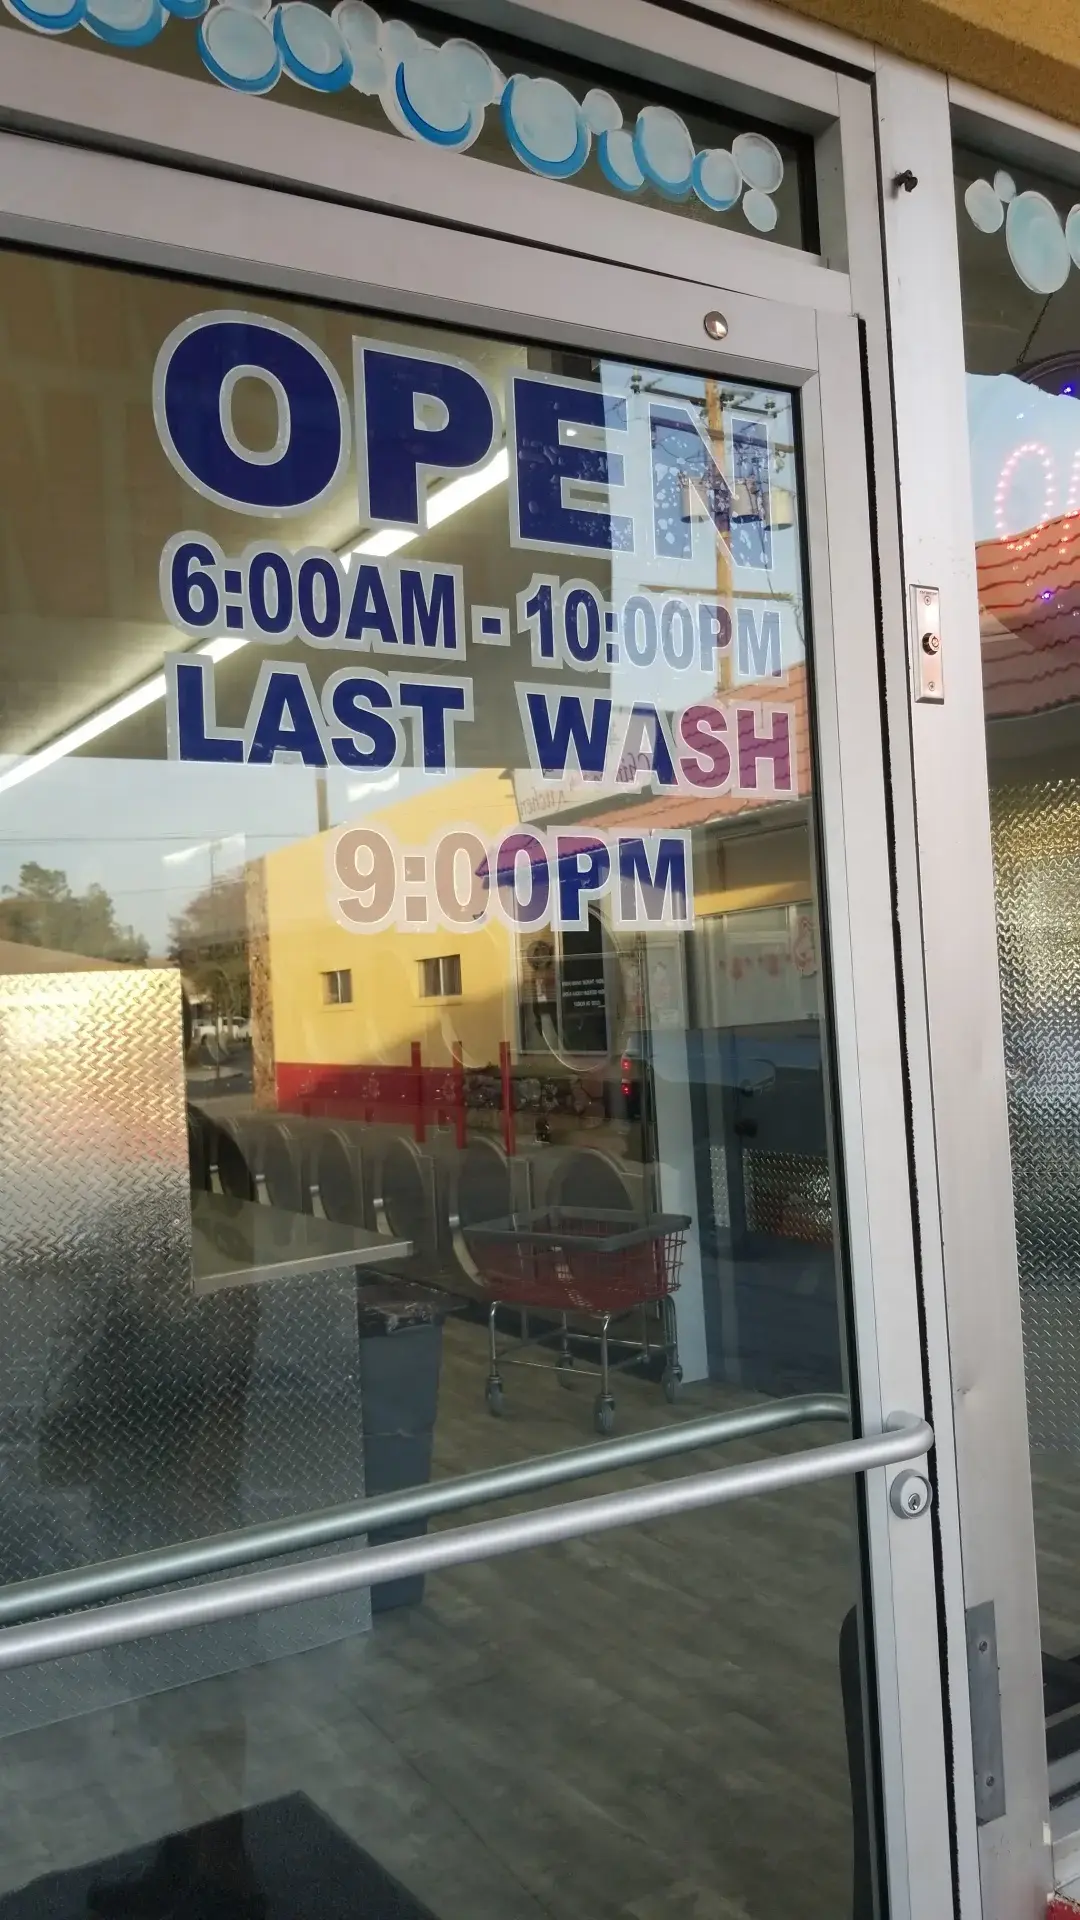 OPEN
6:00AM - 10:00PM
LAST WASH
9:00PM